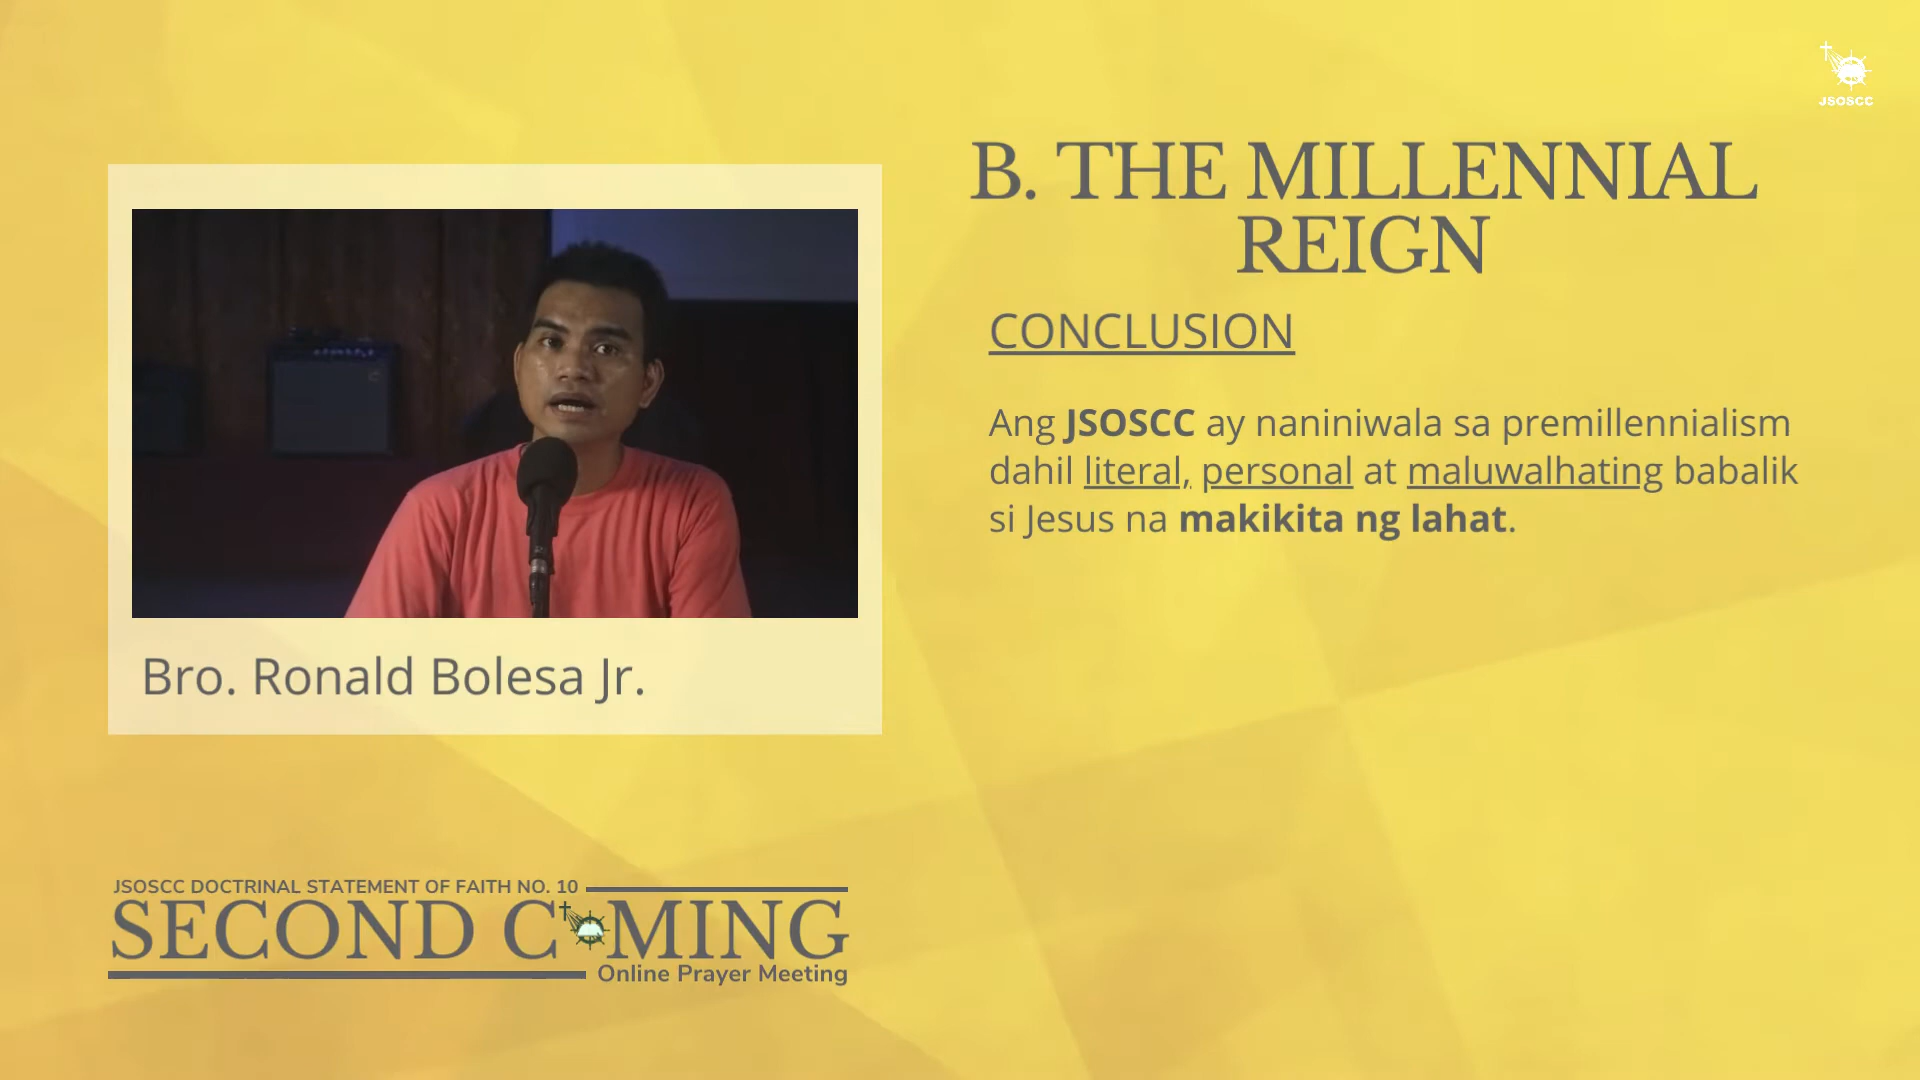 JSOSCC
B. THE MILLENNIAL
REIGN
CONCLUSION
Ang JSOSCC ay naniniwala sa premillennialism
dahil literal, personal at maluwalhating babalik
si Jesus na makikita ng lahat.
Bro. Ronald Bolesa Jr.
JSOSCC DOCTRINAL STATEMENT OF FAITH NO. 10
SECOND COMING
Online Prayer Meeting